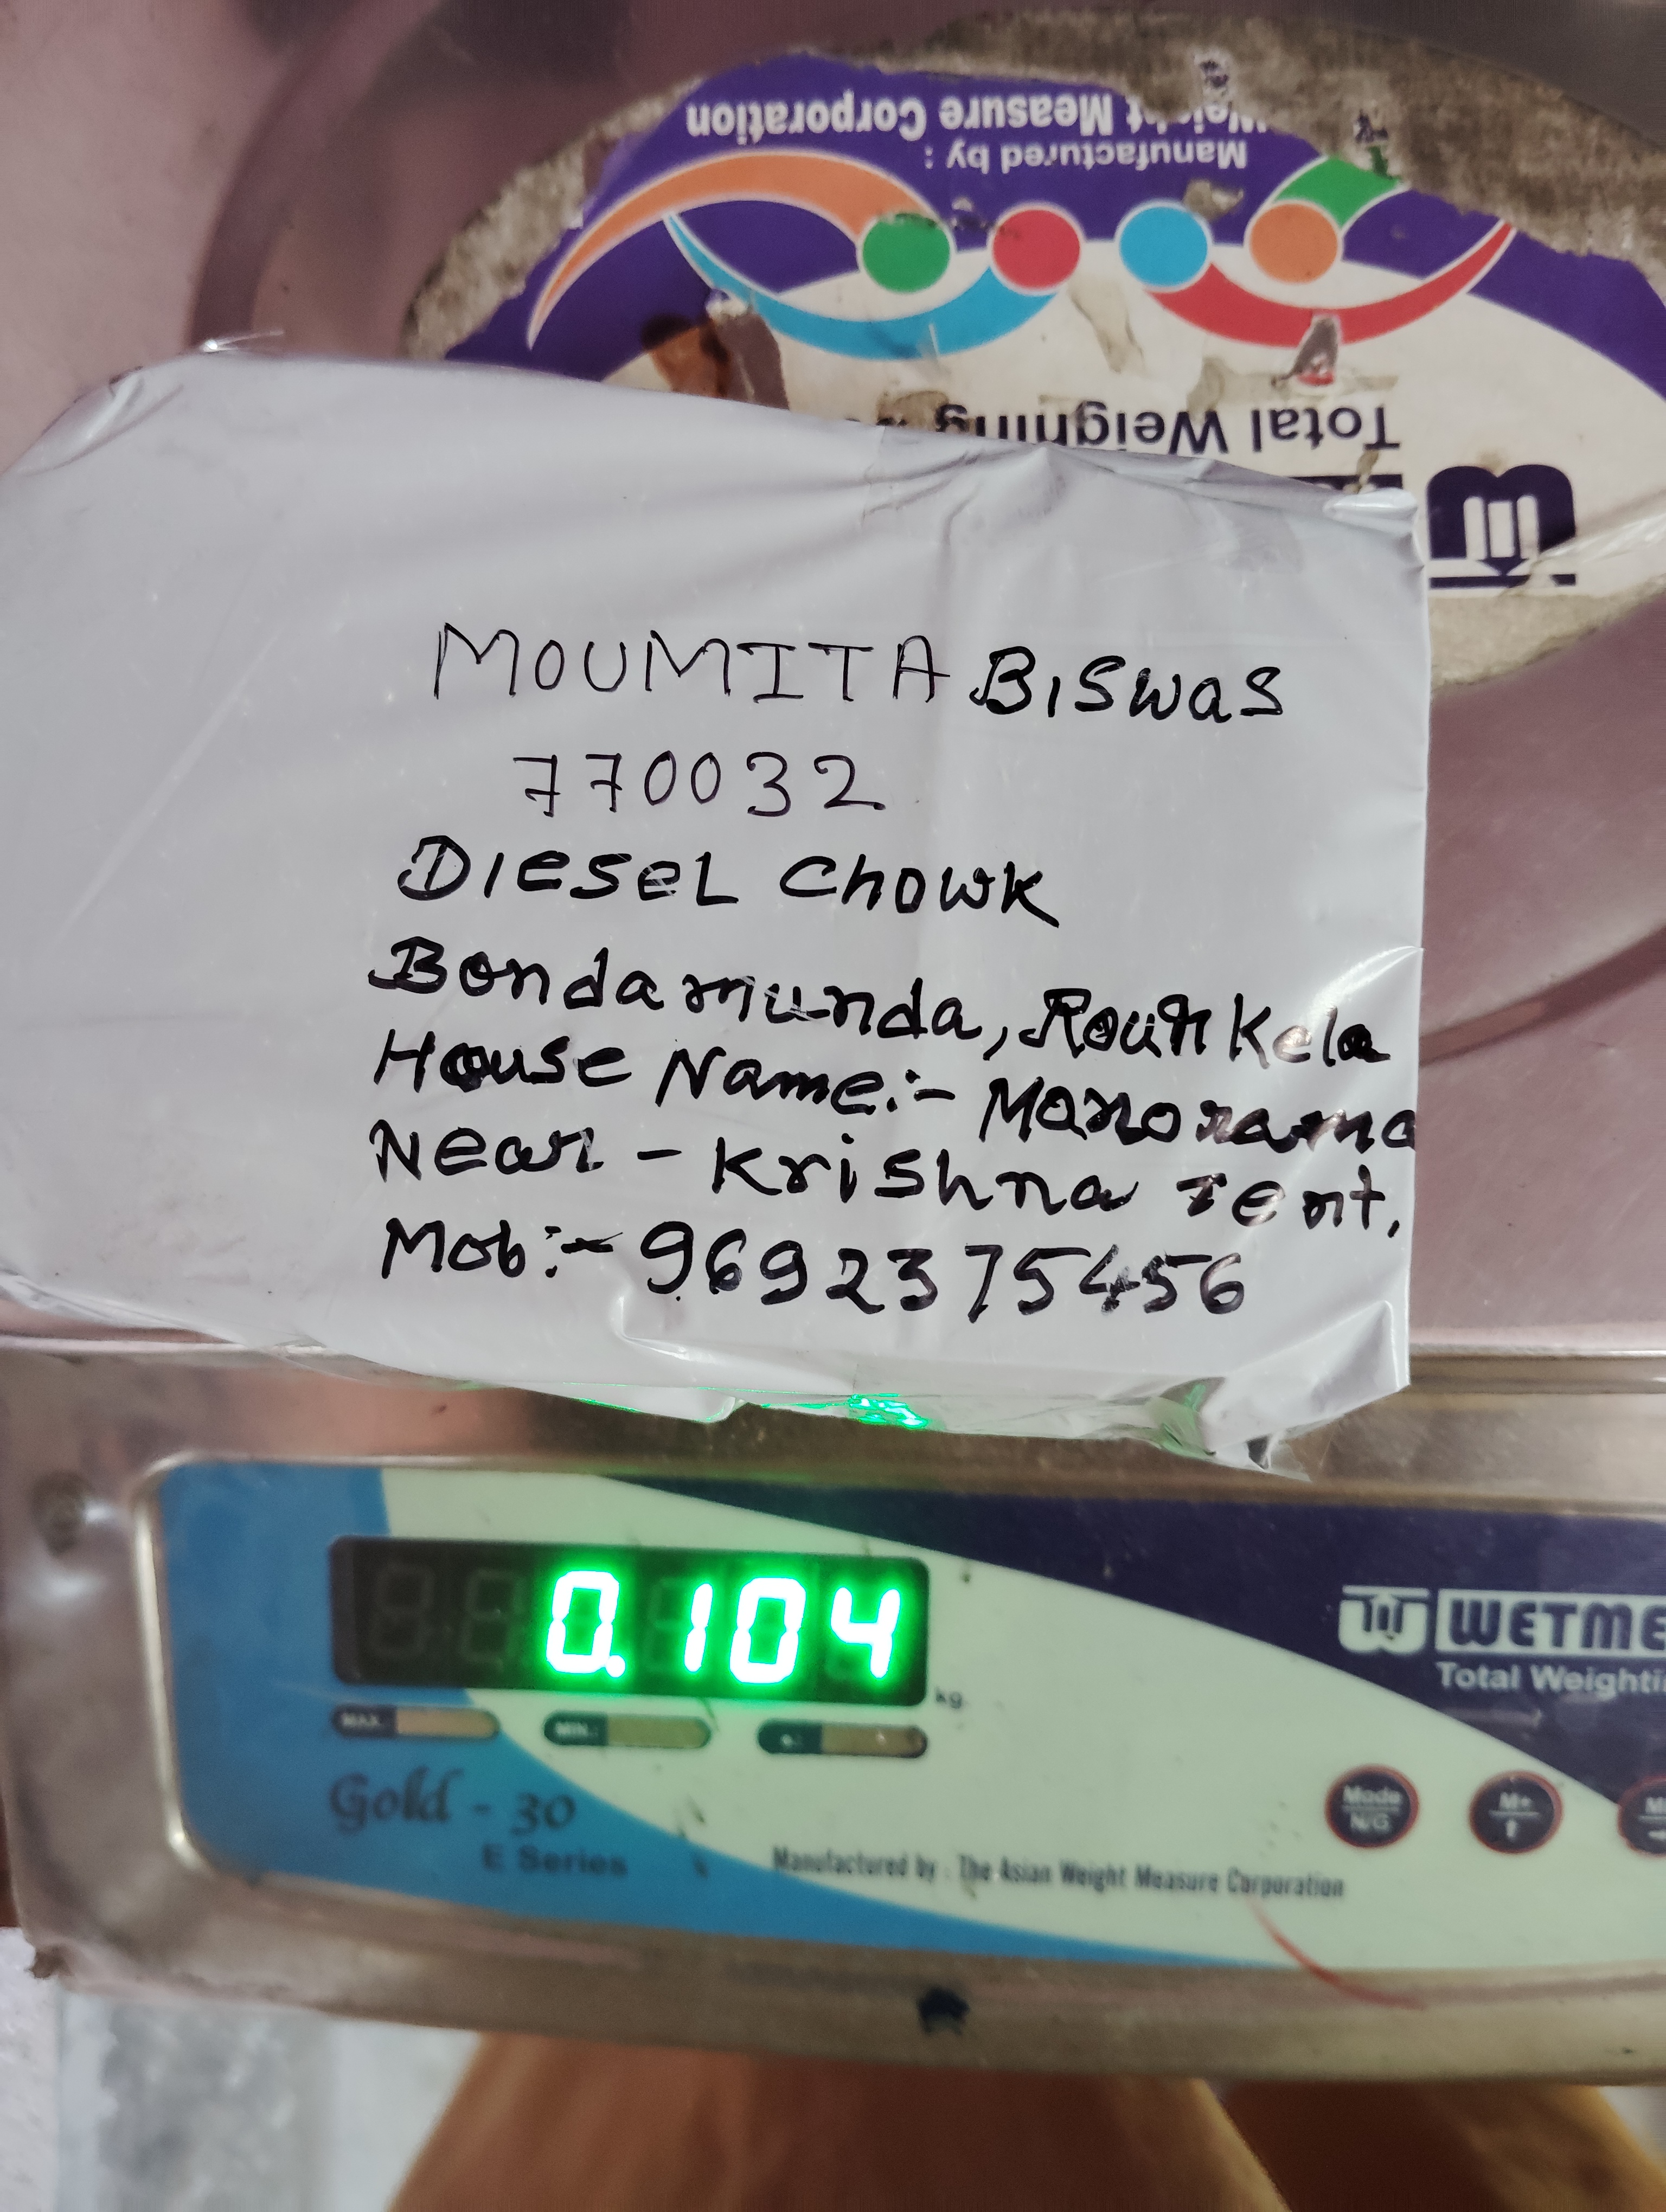 Weight Measure Corporation
Manufactured by :
Total Weighing
MOUMITA BISWAS
770032
DIESEL CHOWK
Bondamunda, Rourkela
House Name:- Manorama
Near - Krishna Tent,
Mob:- 9692375456
0.104
kg.
MAX.:
MIN.:
e:
WETME
Total Weighti
Gold - 30
E Series
Mode
N/G
M+
Manufactured by : The Asian Weight Measure Corporation